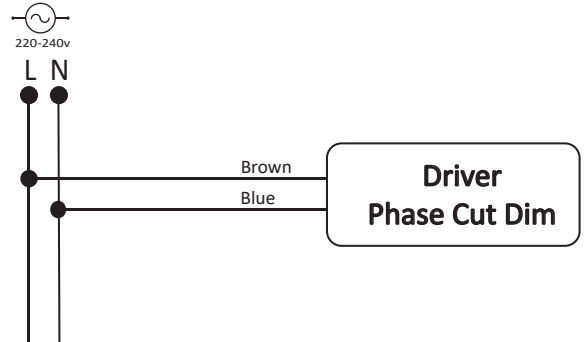 220-240v
L N
Brown
Blue
Driver
Phase Cut Dim